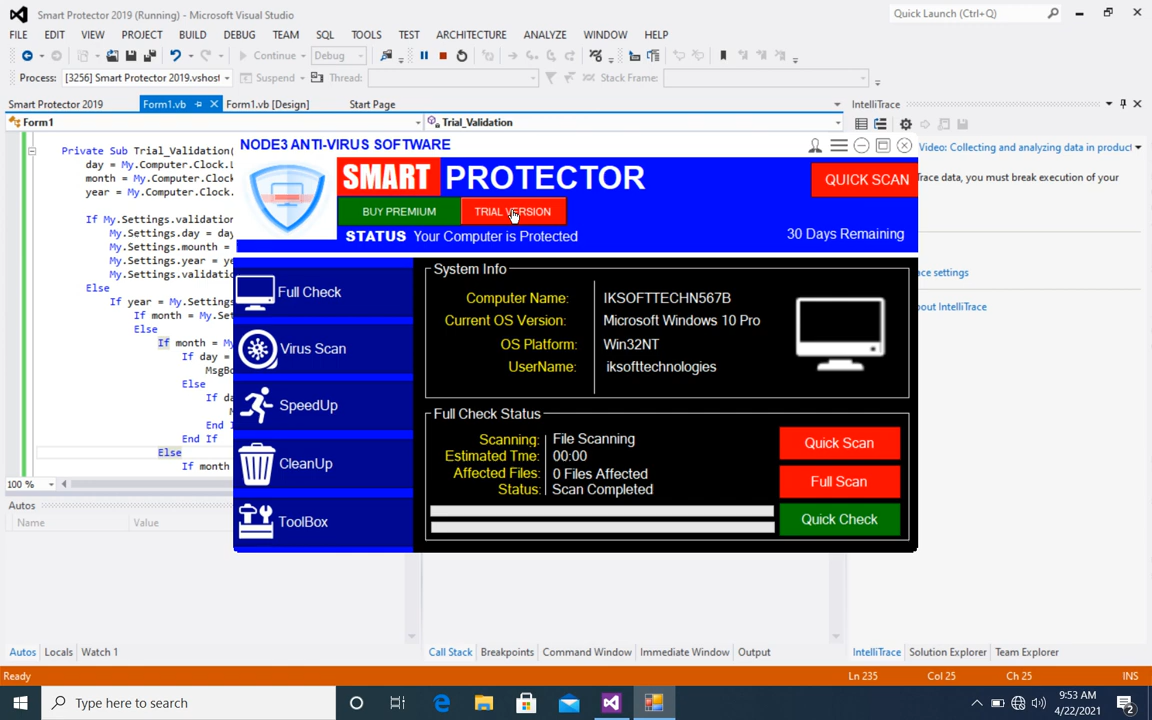 Smart Protector 2019 (Running) - Microsoft Visual Studio
Quick Launch (Ctrl+Q)
FILE EDIT VIEW PROJECT BUILD DEBUG TEAM SQL TOOLS TEST ARCHITECTURE ANALYZE WINDOW HELP
Continue Debug
Process: [3256] Smart Protector 2019.vshost Suspend Thread: Stack Frame:
Smart Protector 2019 Form1.vb Form1.vb [Design] Start Page IntelliTrace
Form1 Trial_Validation
Private Sub Trial_Validation(
day = My.Computer.Clock.
month = My.Computer.Clock.
year = My.Computer.Clock.
If My.Settings.validation
My.Settings.day = day
My.Settings.mounth =
My.Settings.year = ye
My.Settings.validatio
Else
If year = My.Settings
If month = My.Set
Else
If month = My
If day =
MsgBo
Else
If da
M
End I
End If
Else
If month
100 %
NODE3 ANTI-VIRUS SOFTWARE
SMART PROTECTOR
QUICK SCAN
BUY PREMIUM TRIAL VERSION
STATUS Your Computer is Protected
30 Days Remaining
Full Check
Virus Scan
SpeedUp
CleanUp
ToolBox
System Info
Computer Name: IKSOFTTECHN567B
Current OS Version: Microsoft Windows 10 Pro
OS Platform: Win32NT
UserName: iksofttechnologies
Full Check Status
Scanning: File Scanning
Estimated Tme: 00:00
Affected Files: 0 Files Affected
Status: Scan Completed
Quick Scan
Full Scan
Quick Check
Video: Collecting and analyzing data in product
Trace data, you must break execution of your
ce settings
out IntelliTrace
Autos
Name Value
Autos Locals Watch 1
Call Stack Breakpoints Command Window Immediate Window Output
IntelliTrace Solution Explorer Team Explorer
Ready Ln 235 Col 25 Ch 25 INS
Type here to search
9:53 AM
4/22/2021
2